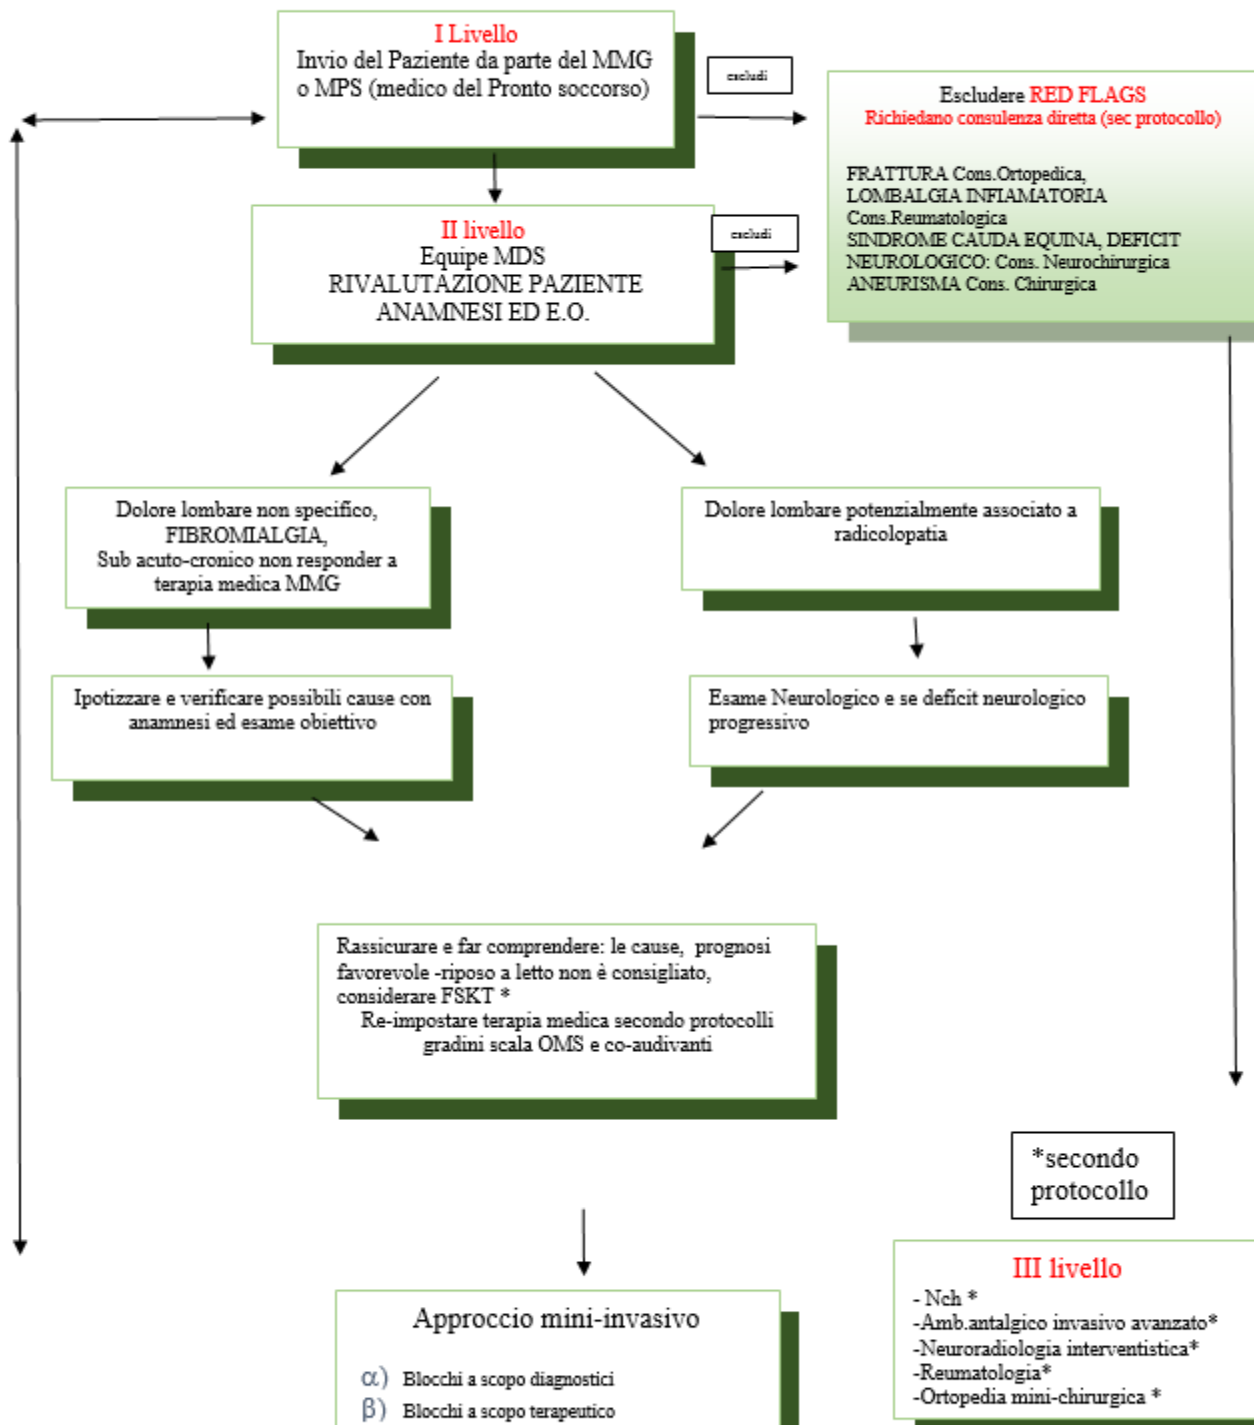 I Livello
Invio del Paziente da parte del MMG
o MPS (medico del Pronto soccorso)
escludi
Escludere RED FLAGS
Richiedano consulenza diretta (sec protocollo)
FRATTURA Cons.Ortopedica,
LOMBALGIA INFIAMATORIA
Cons.Reumatologica
SINDROME CAUDA EQUINA, DEFICIT
NEUROLOGICO: Cons. Neurochirurgica
ANEURISMA Cons. Chirurgica
II livello
Equipe MDS
RIVALUTAZIONE PAZIENTE
ANAMNESI ED E.O.
escludi
Dolore lombare non specifico,
FIBROMIALGIA,
Sub acuto-cronico non responder a
terapia medica MMG
Dolore lombare potenzialmente associato a
radicolopatia
Ipotizzare e verificare possibili cause con
anamnesi ed esame obiettivo
Esame Neurologico e se deficit neurologico
progressivo
Rassicurare e far comprendere: le cause, prognosi
favorevole -riposo a letto non è consigliato,
considerare FSKT *
Re-impostare terapia medica secondo protocolli
gradini scala OMS e co-audivanti
*secondo
protocollo
Approccio mini-invasivo
α) Blocchi a scopo diagnostici
β) Blocchi a scopo terapeutico
III livello
- Nch *
-Amb.antalgico invasivo avanzato*
-Neuroradiologia interventistica*
-Reumatologia*
-Ortopedia mini-chirurgica *